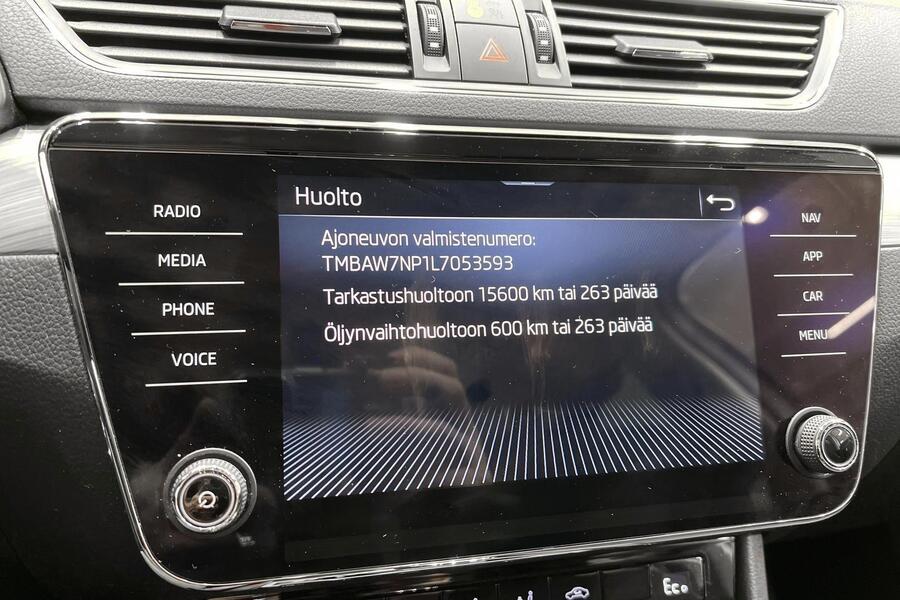 Huolto
Ajoneuvon valmistenumero:
TMBAW7NP1L7053593
Tarkastushuoltoon 15600 km tai 263 päivää
Öljynvaihtohuoltoon 600 km tai 263 päivää
RADIO
MEDIA
PHONE
VOICE
NAV
APP
CAR
MENU
Eco